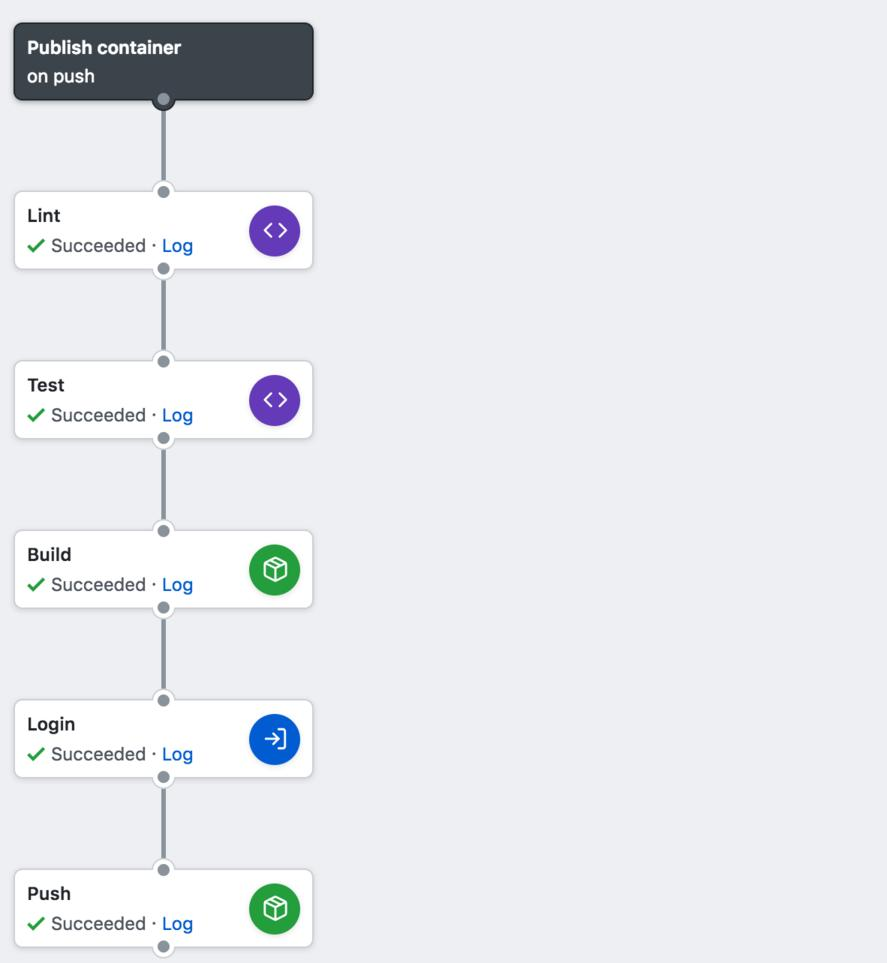 Publish container
on push
Lint
Succeeded · Log
Test
Succeeded · Log
Build
Succeeded · Log
Login
Succeeded · Log
Push
Succeeded · Log